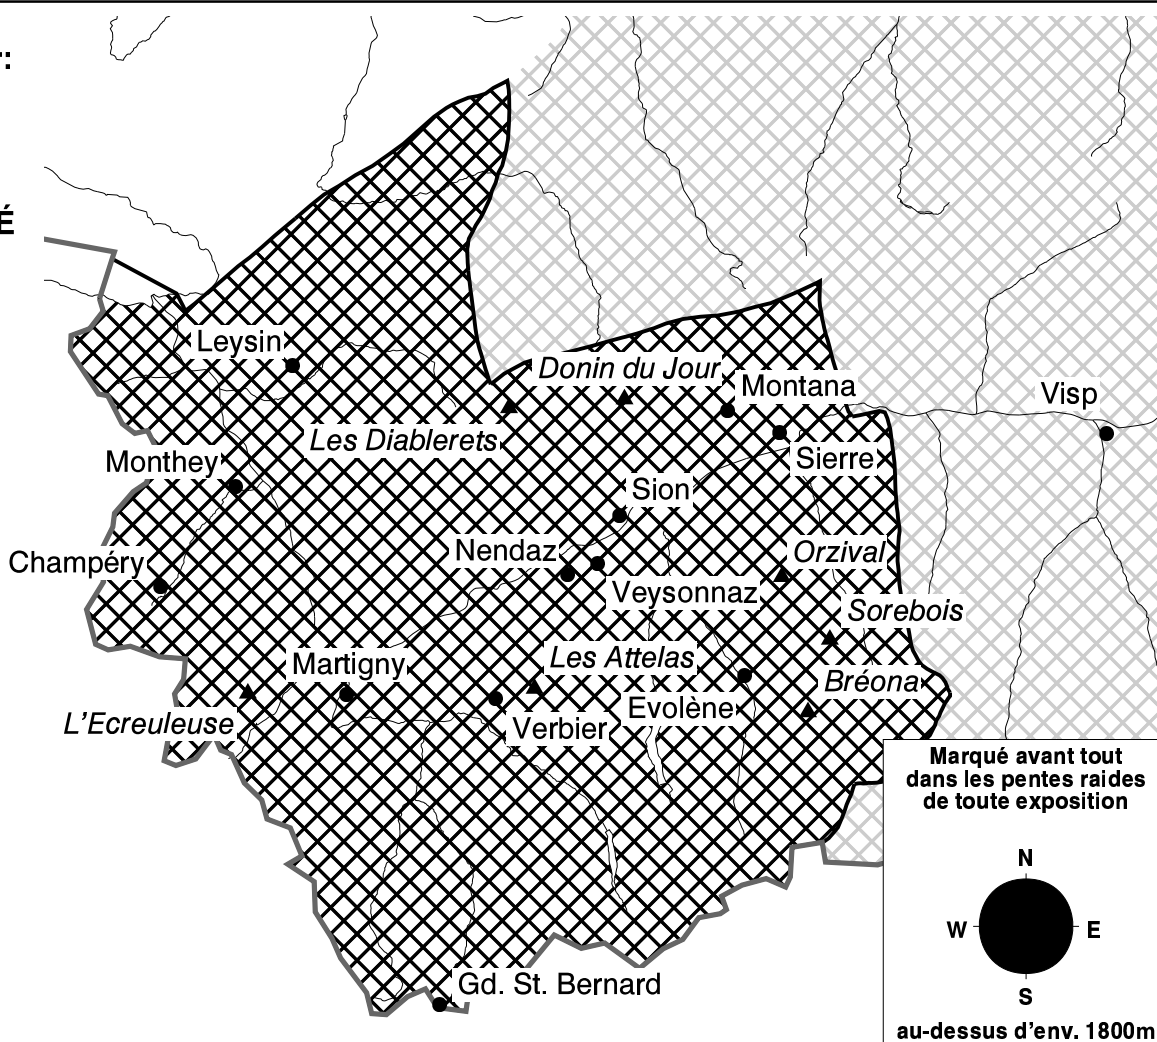 r:
É
Leysin
Donin du Jour
Montana
Visp
Les Diablerets
Monthey
Sierre
Sion
Nendaz
Orzival
Champéry
Veysonnaz
Sorebois
Martigny
Les Attelas
Bréona
L'Ecreuleuse
Evolène
Verbier
Marqué avant tout
dans les pentes raides
de toute exposition
N
W
E
S
Gd. St. Bernard
au-dessus d'env. 1800m